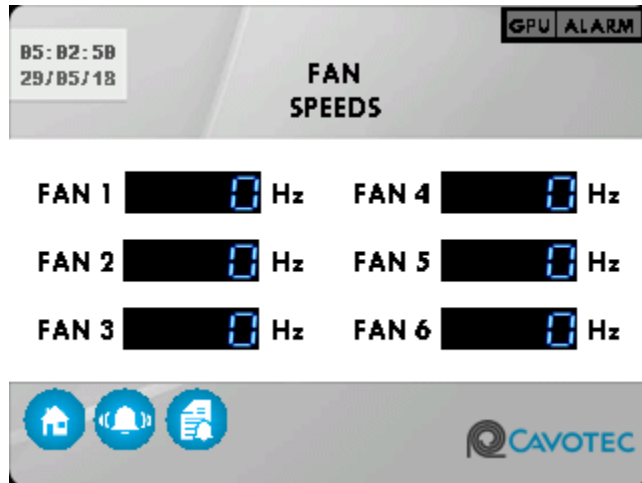 GPU ALARM
05:02:50
29/05/18
FAN
SPEEDS
FAN 1 0 Hz
FAN 4 0 Hz
FAN 2 0 Hz
FAN 5 0 Hz
FAN 3 0 Hz
FAN 6 0 Hz
CAVOTEC